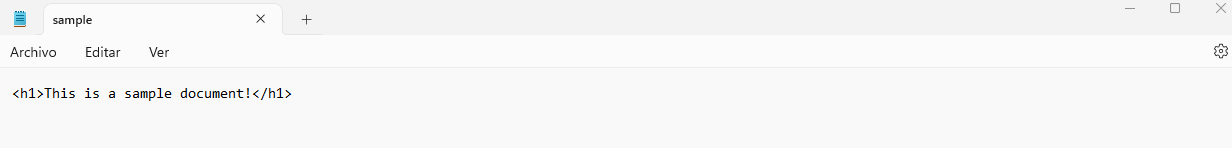 sample
Archivo Editar Ver
<h1>This is a sample document!</h1>